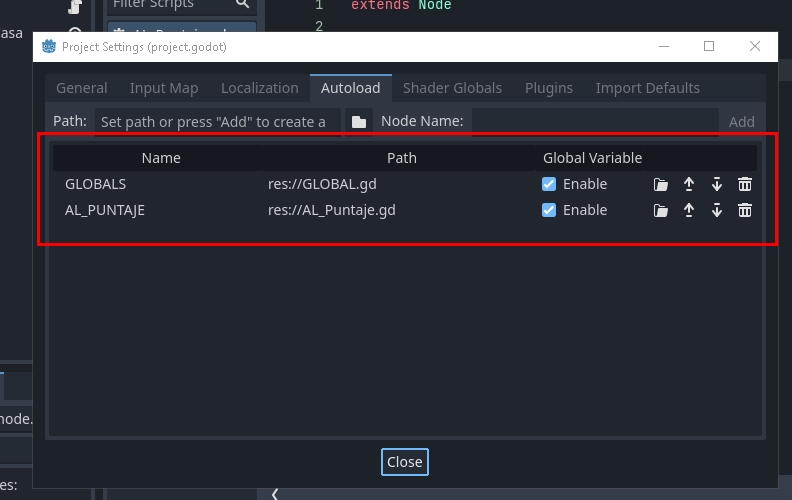 Filter Scripts
1 extends Node
asa
2
Project Settings (project.godot)
General Input Map Localization Autoload Shader Globals Plugins Import Defaults
Path: Set path or press "Add" to create a Node Name: Add
Name Path Global Variable
GLOBALS res://GLOBAL.gd Enable
AL_PUNTAJE res://AL_Puntaje.gd Enable
node.
Close
es: